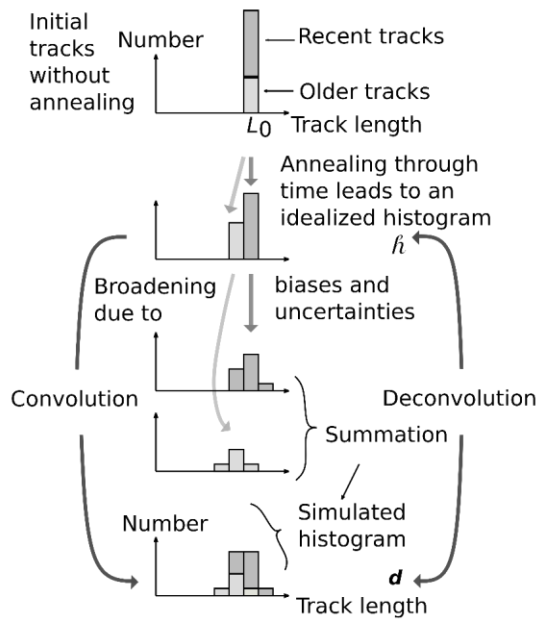 Initial
tracks
without
annealing
Number
Recent tracks
Older tracks
L0
Track length
Annealing through
time leads to an
idealized histogram
h
Broadening
due to
biases and
uncertainties
Convolution
Deconvolution
Summation
Number
Simulated
histogram
d
Track length